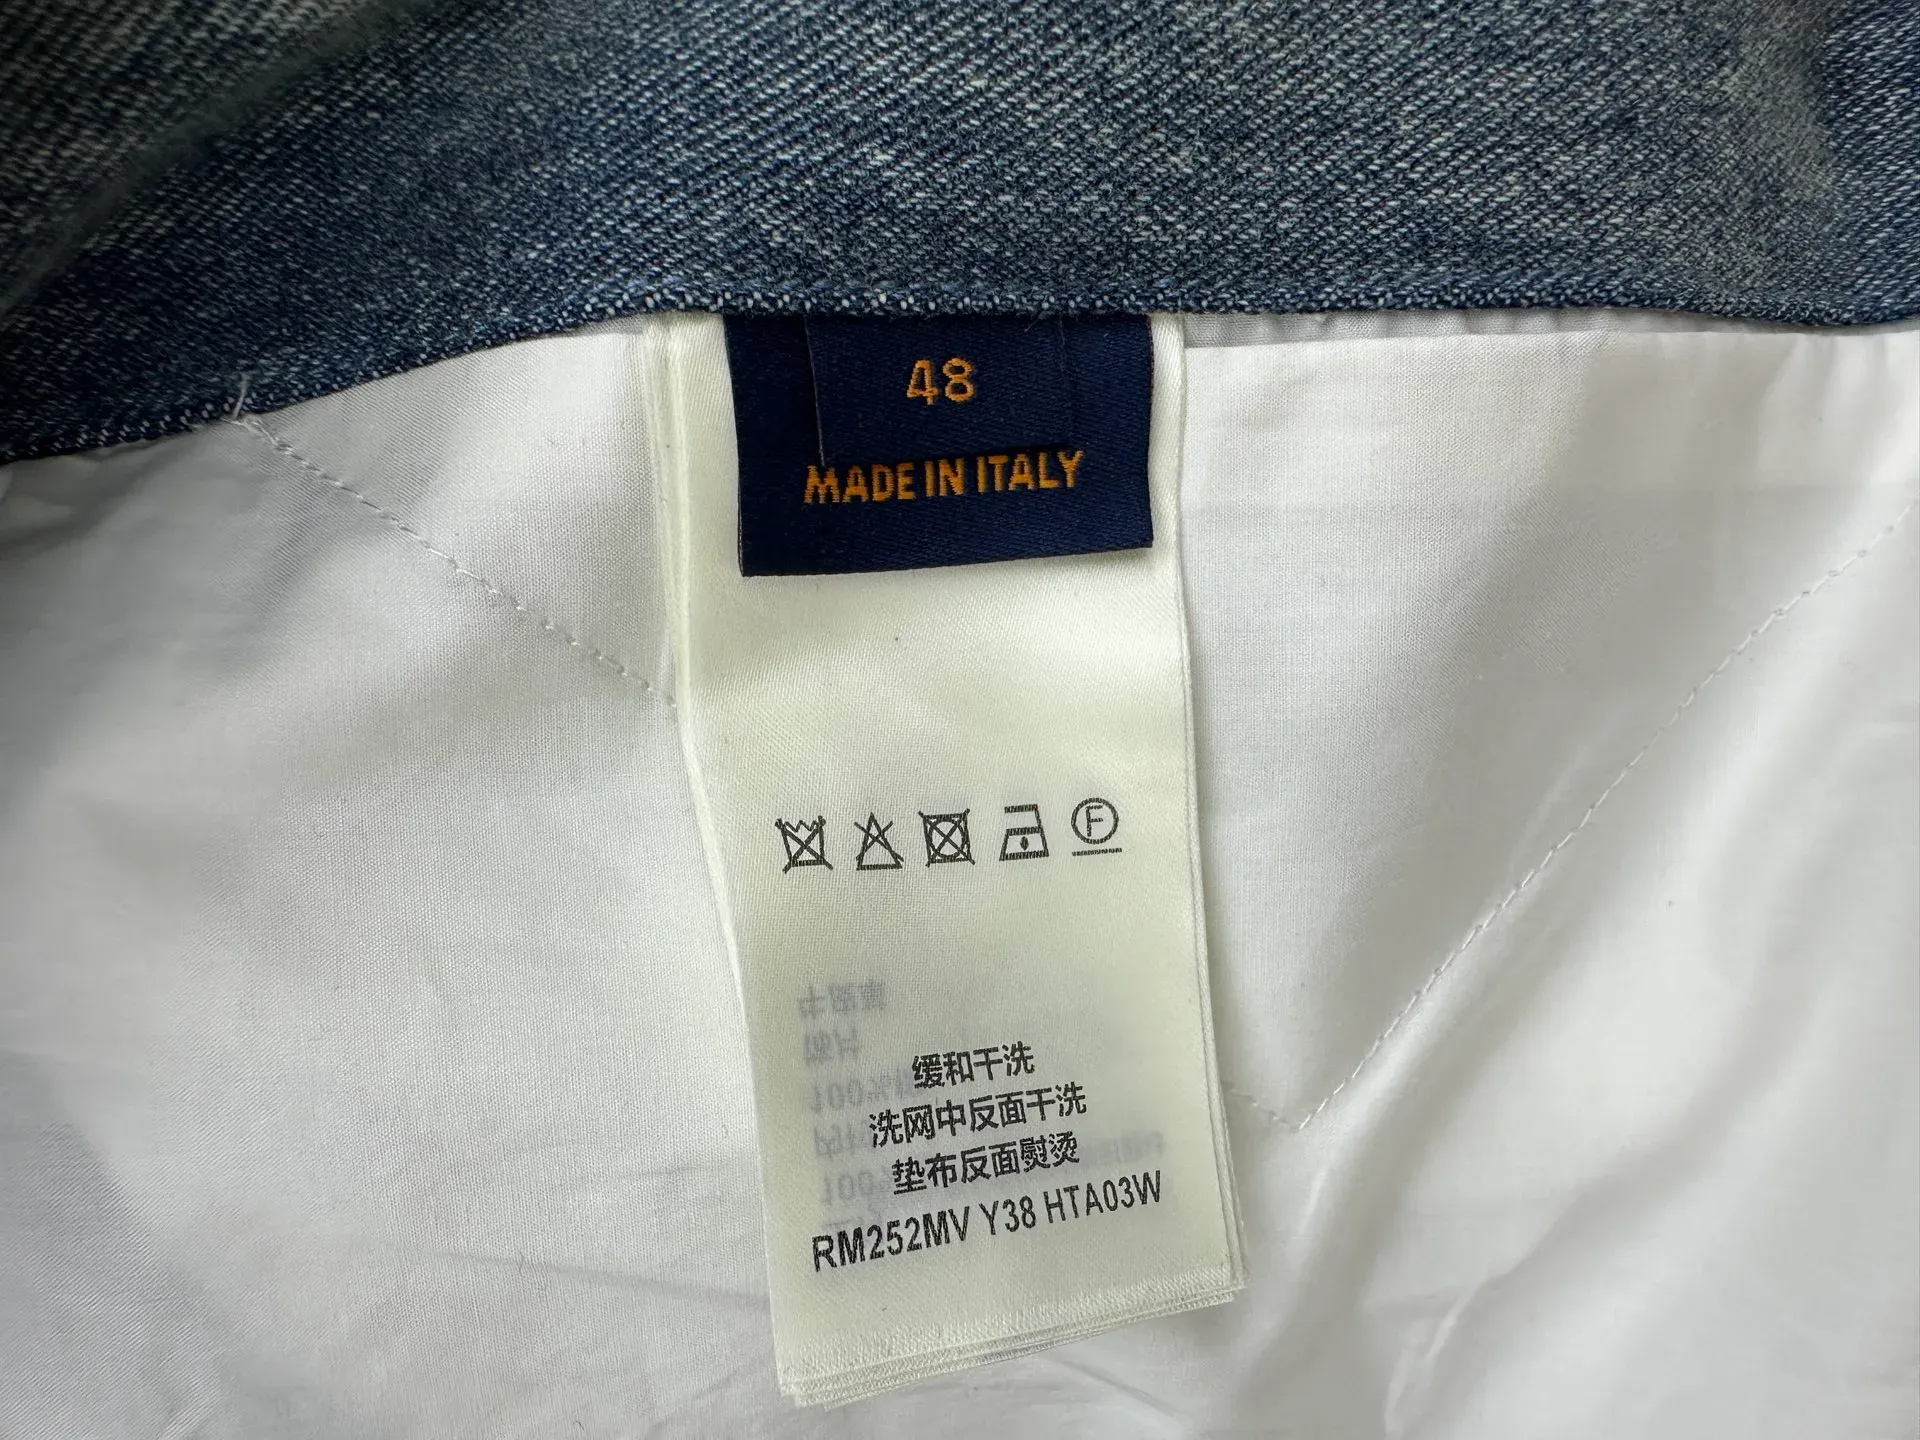 48
MADE IN ITALY
F
缓和干洗
洗网中反面干洗
垫布反面熨烫
RM252MV Y38 HTA03W